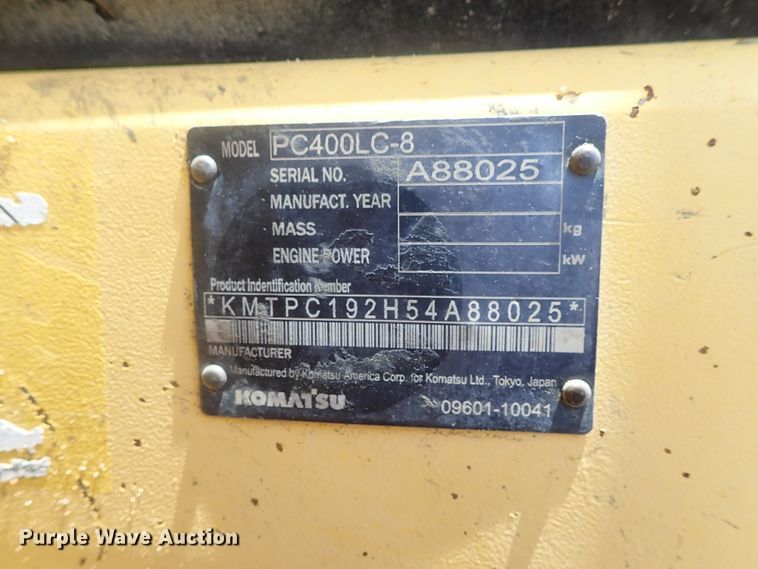 MODEL PC400LC-8
SERIAL NO. A88025
MANUFACT. YEAR
MASS kg
ENGINE POWER kW
Product Indentification Number
*KMTPC192H54A88025*
MANUFACTURER
Manufactured by Komatsu America Corp. for Komatsu Ltd., Tokyo, Japan
KOMATSU 09601-10041
Purple Wave Auction